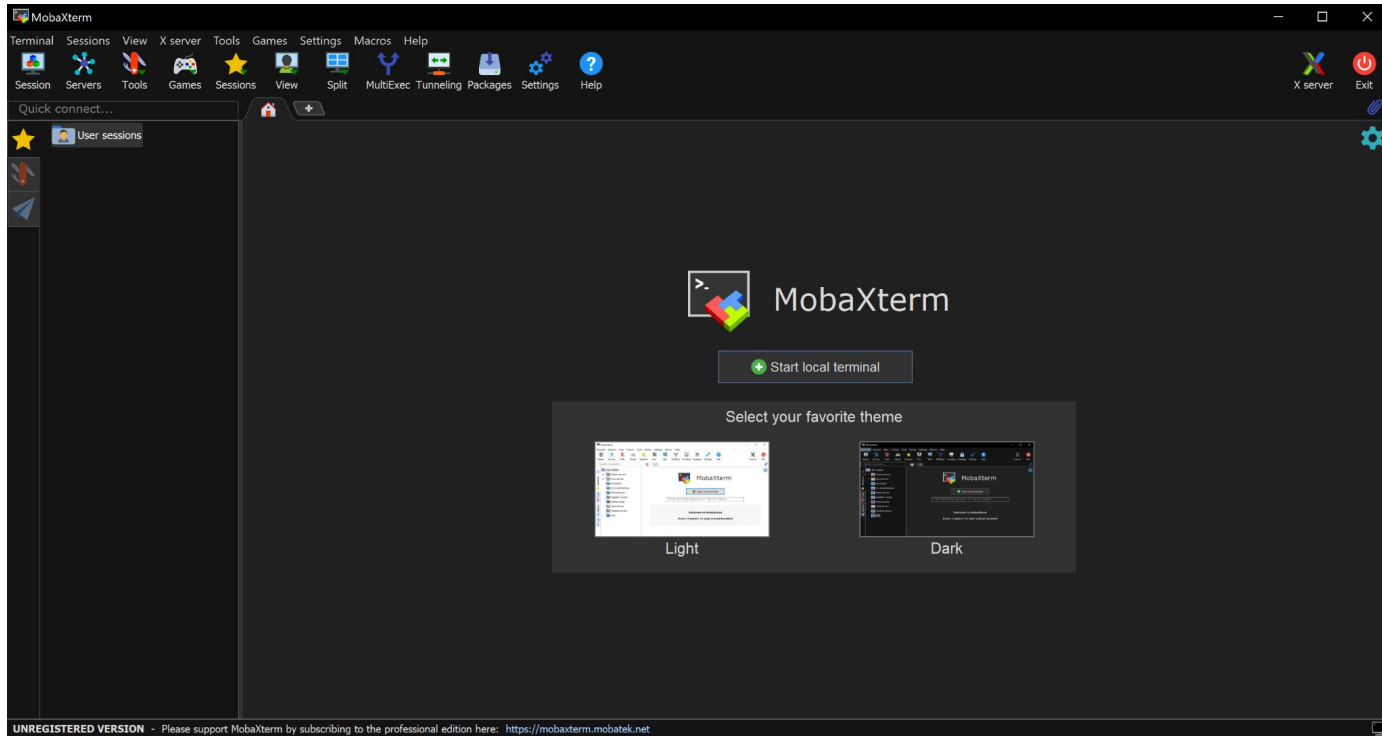 MobaXterm
Terminal Sessions View X server Tools Games Settings Macros Help
Session Servers Tools Games Sessions View Split MultiExec Tunneling Packages Settings Help X server Exit
Quick connect...
User sessions
>_
MobaXterm
Start local terminal
Select your favorite theme
MobaXterm
MobaXterm
Light
Dark
UNREGISTERED VERSION - Please support MobaXterm by subscribing to the professional edition here: https://mobaxterm.mobatek.net